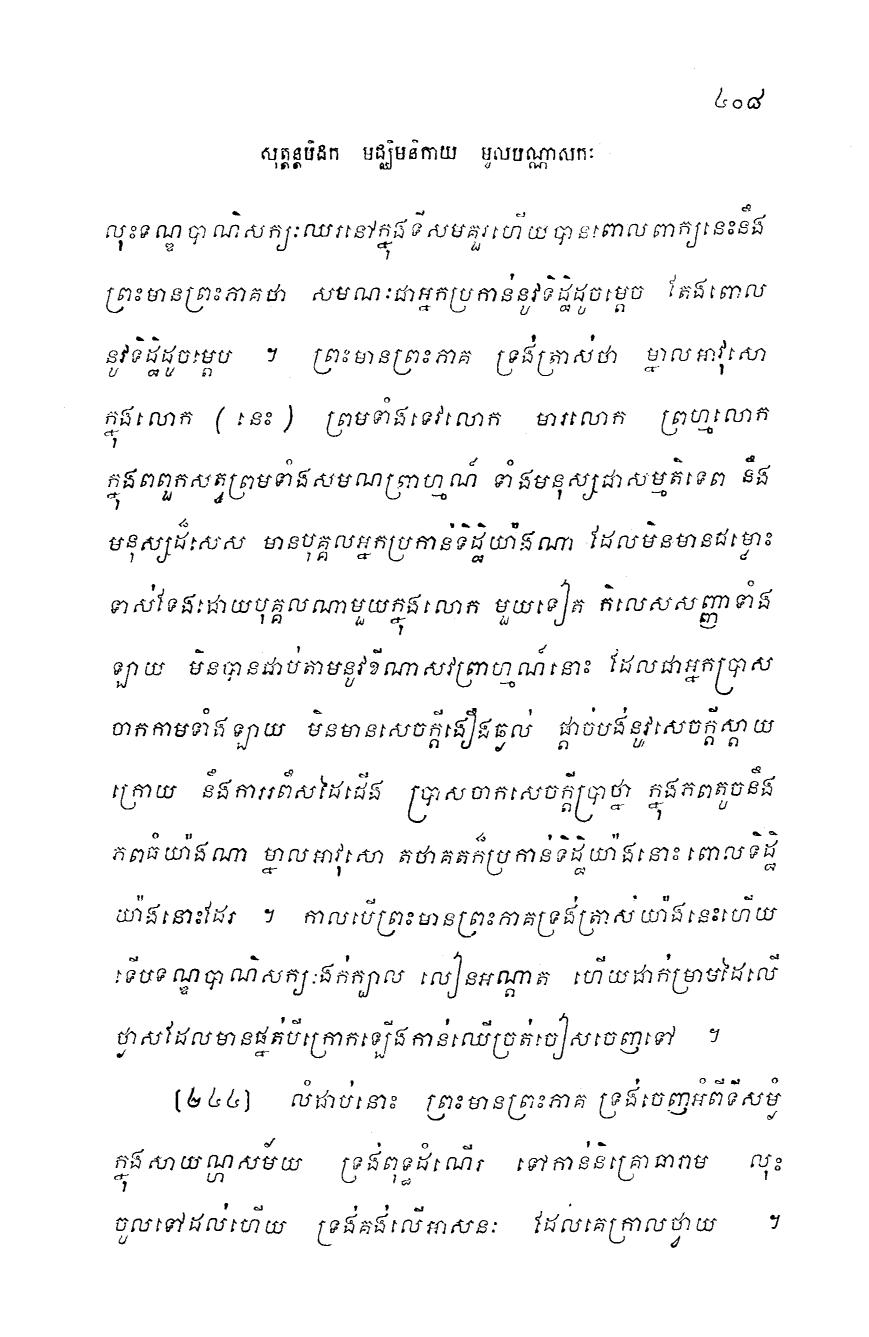 ៤០៨
សុត្តន្តបិដក មជ្ឈិមនិកាយ មូលបណ្ណាសកៈ
លុះទណ្ឌបាណិសក្យៈឈរនៅក្នុងទីសមគួរហើយបានពោលពាក្យនេះនឹង
ព្រះមានព្រះភាគថា សមណៈជាអ្នកប្រកាន់នូវទិដ្ឋិដូចម្តេច តែងពោល
នូវទិដ្ឋិដូចម្តេច ។ ព្រះមានព្រះភាគ ទ្រង់ត្រាស់ថា ម្នាលអាវុសោ
ក្នុងលោក ( នេះ ) ព្រមទាំងទេវលោក មារលោក ព្រហ្មលោក
ក្នុងពពួកសត្វព្រមទាំងសមណព្រាហ្មណ៍ ទាំងមនុស្សជាសម្មតិទេព នឹង
មនុស្សដ៏សេស មានបុគ្គលអ្នកប្រកាន់ទិដ្ឋិយ៉ាងណា ដែលមិនមានជម្លោះ
ទាស់ទែងដោយបុគ្គលណាមួយក្នុងលោក មួយទៀត កិលេសសញ្ញាទាំង
ឡាយ មិនបានជាប់តាមនូវខីណាសវព្រាហ្មណ៍នោះ ដែលជាអ្នកប្រាស
ចាកកាមទាំងឡាយ មិនមានសេចក្តីងឿងឆ្ងល់ ផ្តាច់បង់នូវសេចក្តីស្តាយ
ក្រោយ នឹងការរពឹសដៃជើង ប្រាសចាកសេចក្តីប្រាថ្នា ក្នុងភពតូចនឹង
ភពធំយ៉ាងណា ម្នាលអាវុសោ តថាគតក៏ប្រកាន់ទិដ្ឋិយ៉ាងនោះ ពោលទិដ្ឋិ
យ៉ាងនោះដែរ ។ កាលបើព្រះមានព្រះភាគទ្រង់ត្រាស់យ៉ាងនេះហើយ
ទើបទណ្ឌបាណិសក្យៈងក់ក្បាល លៀនអណ្តាត ហើយដាក់ម្រាមដៃលើ
ថ្ងាសដែលមានផ្នត់បីក្រោកឡើងកាន់ឈើច្រត់ចៀសចេញទៅ ។
[២៤៤] លំដាប់នោះ ព្រះមានព្រះភាគ ទ្រង់ចេញអំពីទីសម្ងំ
ក្នុងសាយណ្ហសម័យ ទ្រង់ពុទ្ធដំណើរ ទៅកាន់និគ្រោធារាម លុះ
ចូលទៅដល់ហើយ ទ្រង់គង់លើអាសនៈ ដែលគេក្រាលថ្វាយ ។